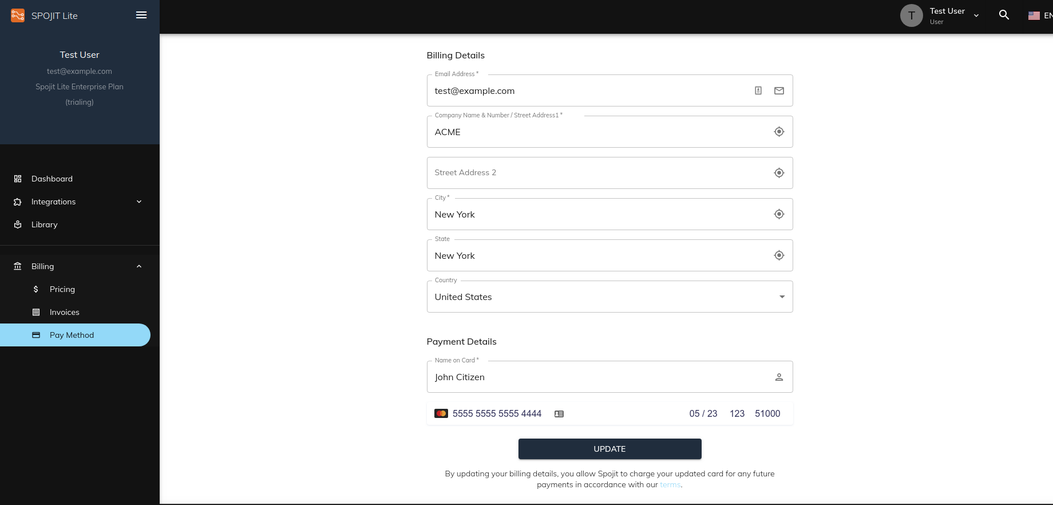 SPOJIT Lite
Test User
test@example.com
Spojit Lite Enterprise Plan
(trialing)
Dashboard
Integrations
Library
Billing
$ Pricing
Invoices
Pay Method
T
Test User
User
EN
Billing Details
Email Address *
test@example.com
Company Name & Number / Street Address1 *
ACME
Street Address 2
City *
New York
State
New York
Country
United States
Payment Details
Name on Card *
John Citizen
5555 5555 5555 4444 05 / 23 123 51000
UPDATE
By updating your billing details, you allow Spojit to charge your updated card for any future
payments in accordance with our terms.